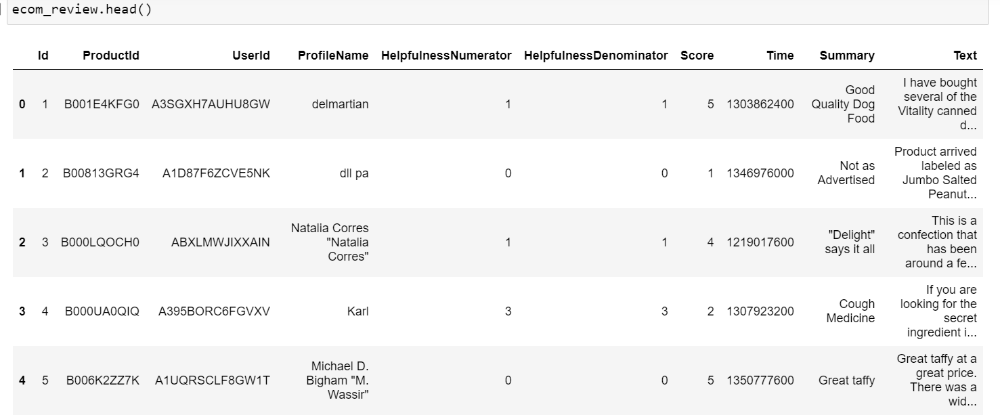 ecom_review.head()
Id ProductId UserId ProfileName HelpfulnessNumerator HelpfulnessDenominator Score Time Summary Text
0 1 B001E4KFG0 A3SGXH7AUHU8GW delmartian 1 1 5 1303862400 Good Quality Dog Food I have bought several of the Vitality canned d...
1 2 B00813GRG4 A1D87F6ZCVE5NK dll pa 0 0 1 1346976000 Not as Advertised Product arrived labeled as Jumbo Salted Peanut...
2 3 B000LQOCH0 ABXLMWJIXXAIN Natalia Corres "Natalia Corres" 1 1 4 1219017600 "Delight" says it all This is a confection that has been around a fe...
3 4 B000UA0QIQ A395BORC6FGVXV Karl 3 3 2 1307923200 Cough Medicine If you are looking for the secret ingredient i...
4 5 B006K2ZZ7K A1UQRSCLF8GW1T Michael D. Bigham "M. Wassir" 0 0 5 1350777600 Great taffy Great taffy at a great price. There was a wid...